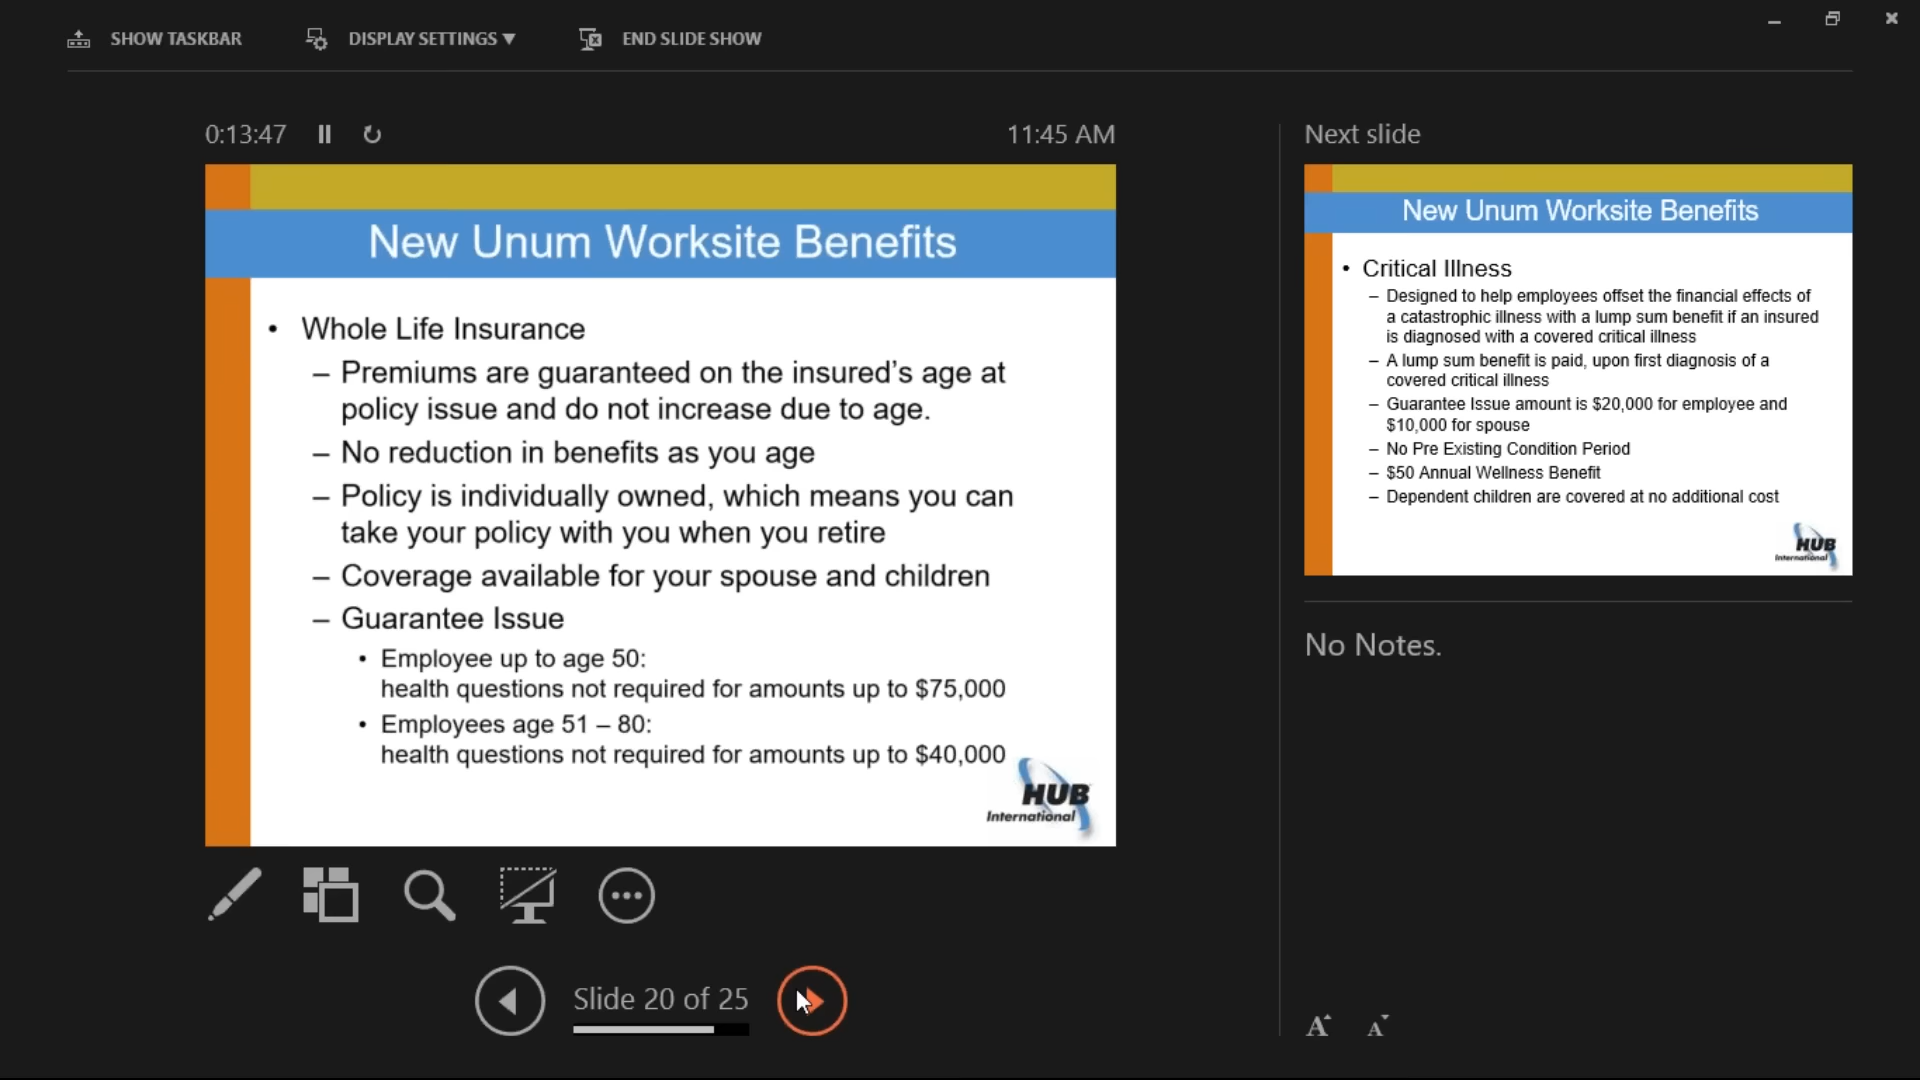 SHOW TASKBAR
DISPLAY SETTINGS
END SLIDE SHOW
0:13:47
11:45 AM
New Unum Worksite Benefits
• Whole Life Insurance
– Premiums are guaranteed on the insured's age at
policy issue and do not increase due to age.
– No reduction in benefits as you age
– Policy is individually owned, which means you can
take your policy with you when you retire
– Coverage available for your spouse and children
– Guarantee Issue
• Employee up to age 50:
health questions not required for amounts up to $75,000
• Employees age 51 – 80:
health questions not required for amounts up to $40,000
HUB
International
Slide 20 of 25
Next slide
New Unum Worksite Benefits
• Critical Illness
– Designed to help employees offset the financial effects of
a catastrophic illness with a lump sum benefit if an insured
is diagnosed with a covered critical illness
– A lump sum benefit is paid, upon first diagnosis of a
covered critical illness
– Guarantee Issue amount is $20,000 for employee and
$10,000 for spouse
– No Pre Existing Condition Period
– $50 Annual Wellness Benefit
– Dependent children are covered at no additional cost
HUB
International
No Notes.
A A